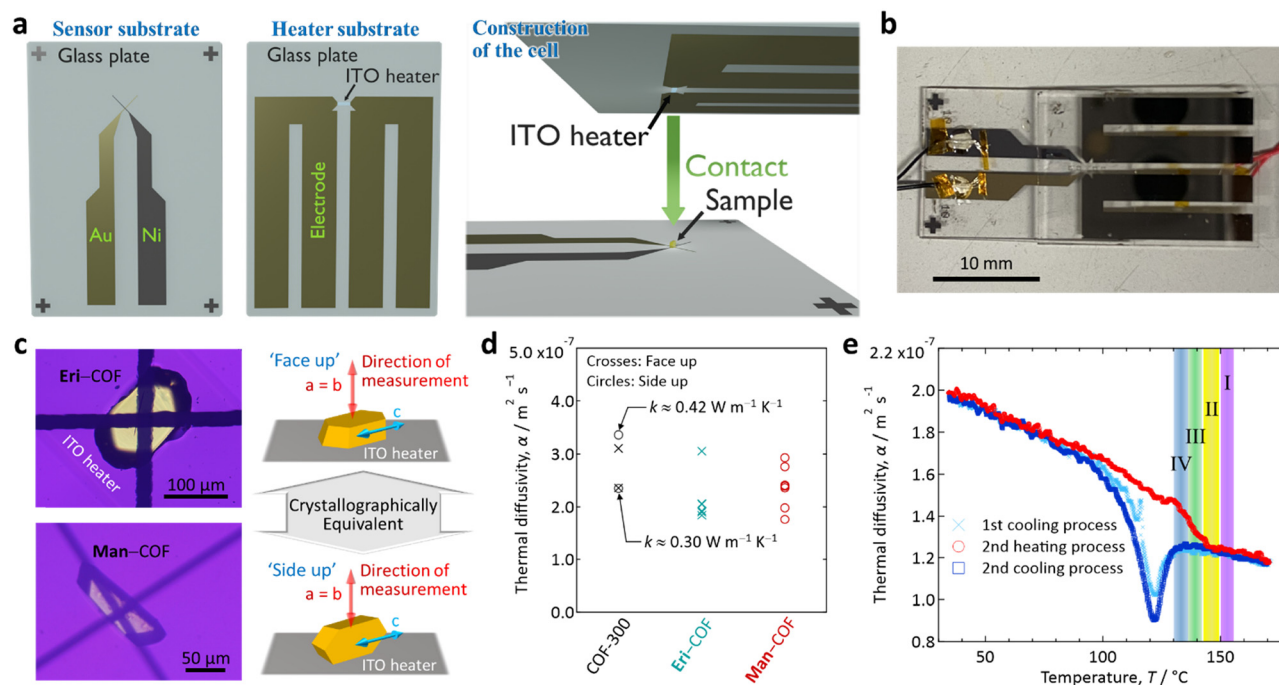 a
Sensor substrate
Glass plate
Au
Ni
Heater substrate
Glass plate
ITO heater
Electrode
Construction
of the cell
ITO heater
Contact
Sample
b
10 mm
c
Eri–COF
ITO heater
100 μm
Man–COF
50 μm
'Face up'
Direction of
measurement
a = b
c
ITO heater
Crystallographically
Equivalent
'Side up'
Direction of
measurement
a = b
c
ITO heater
d
Thermal diffusivity, α / m² s⁻¹
5.0 x10⁻⁷
4.0
3.0
2.0
1.0
0.0
Crosses: Face up
Circles: Side up
k ≈ 0.42 W m⁻¹ K⁻¹
k ≈ 0.30 W m⁻¹ K⁻¹
COF-300
Eri–COF
Man–COF
e
Thermal diffusivity, α / m² s⁻¹
2.2 x10⁻⁷
2.0
1.8
1.6
1.4
1.2
1.0
0.8
I
II
III
IV
1st cooling process
2nd heating process
2nd cooling process
50
100
150
Temperature, T / °C